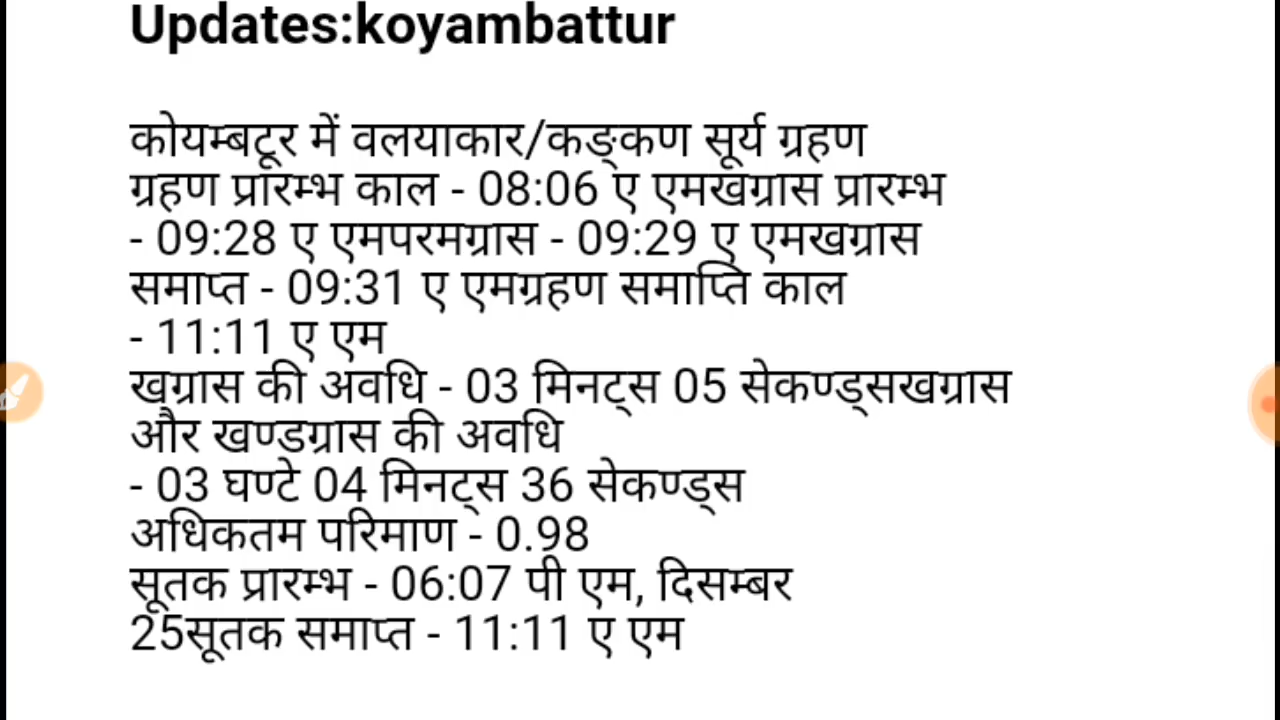 Updates:koyambattur
कोयम्बटूर में वलयाकार/कङ्कण सूर्य ग्रहण
ग्रहण प्रारम्भ काल - 08:06 ए एमखग्रास प्रारम्भ
- 09:28 ए एमपरमग्रास - 09:29 ए एमखग्रास
समाप्त - 09:31 ए एमग्रहण समाप्ति काल
- 11:11 ए एम
खग्रास की अवधि - 03 मिनट्स 05 सेकण्ड्सखग्रास
और खण्डग्रास की अवधि
- 03 घण्टे 04 मिनट्स 36 सेकण्ड्स
अधिकतम परिमाण - 0.98
सूतक प्रारम्भ - 06:07 पी एम, दिसम्बर
25सूतक समाप्त - 11:11 ए एम